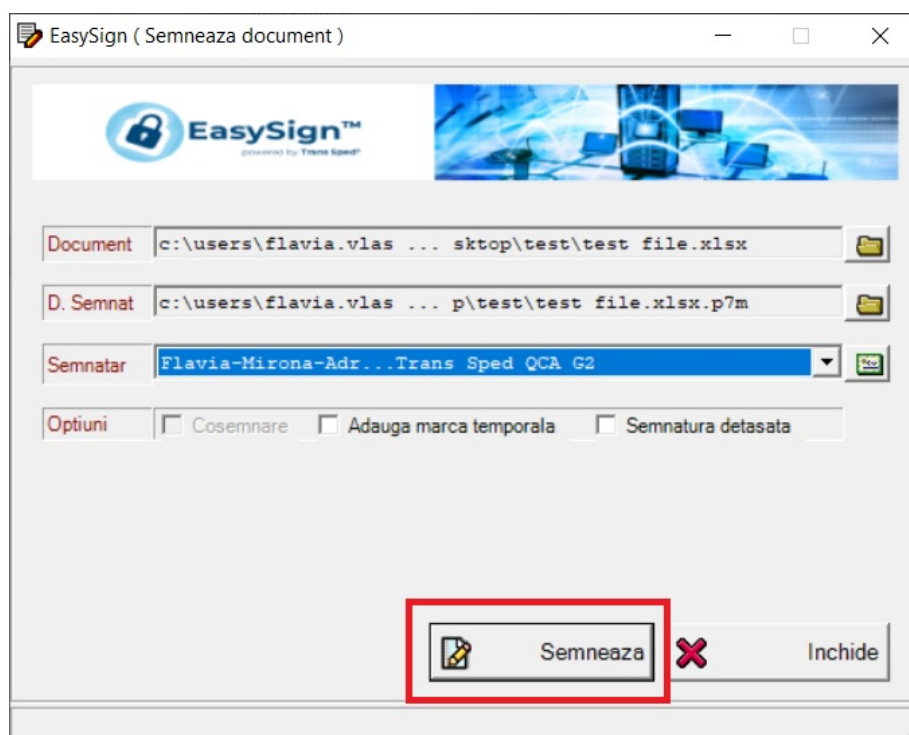 EasySign ( Semneaza document )
EasySign™
powered by Trans Sped®
Document c:\users\flavia.vlas ... sktop\test\test file.xlsx
D. Semnat c:\users\flavia.vlas ... p\test\test file.xlsx.p7m
Semnatar Flavia-Mirona-Adr...Trans Sped QCA G2
Optiuni Cosemnare Adauga marca temporala Semnatura detasata
Semneaza Inchide